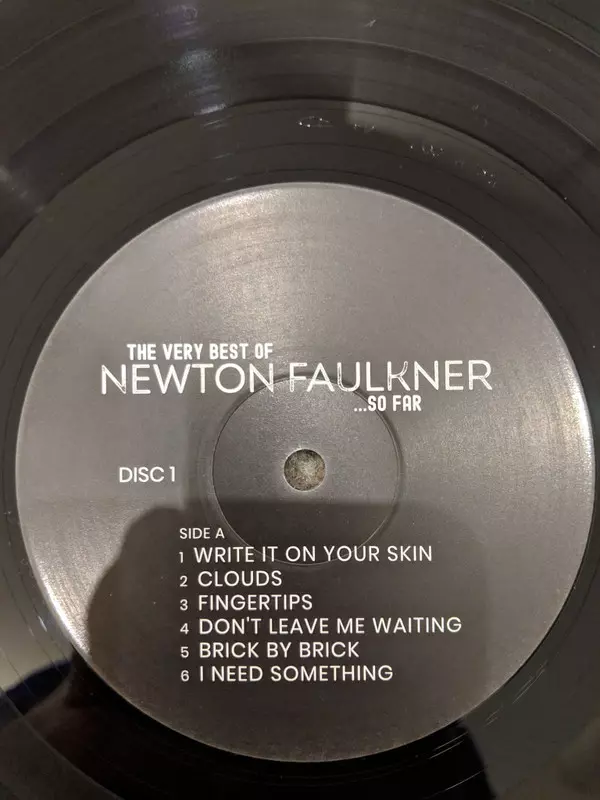 THE VERY BEST OF
NEWTON FAULKNER
...SO FAR
DISC 1
SIDE A
1 WRITE IT ON YOUR SKIN
2 CLOUDS
3 FINGERTIPS
4 DON'T LEAVE ME WAITING
5 BRICK BY BRICK
6 I NEED SOMETHING